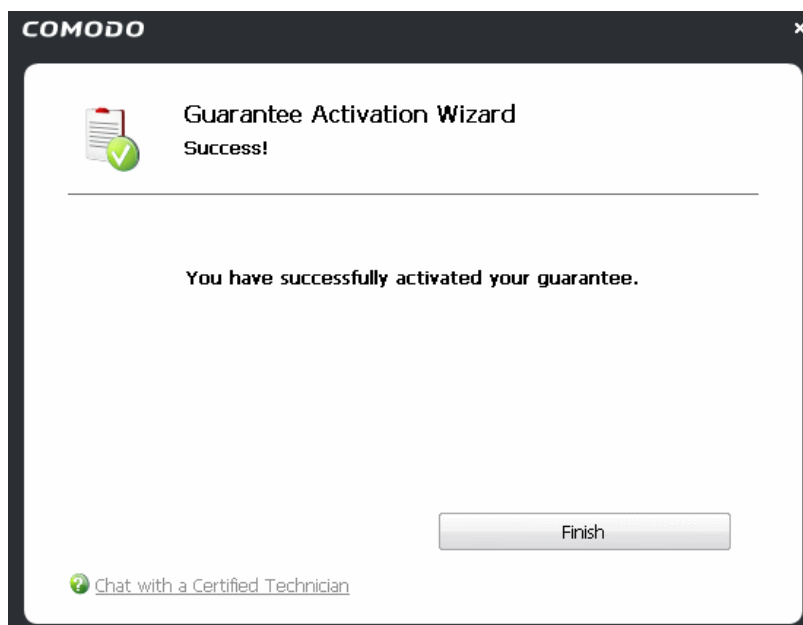 COMODO
Guarantee Activation Wizard
Success!
You have successfully activated your guarantee.
Finish
Chat with a Certified Technician